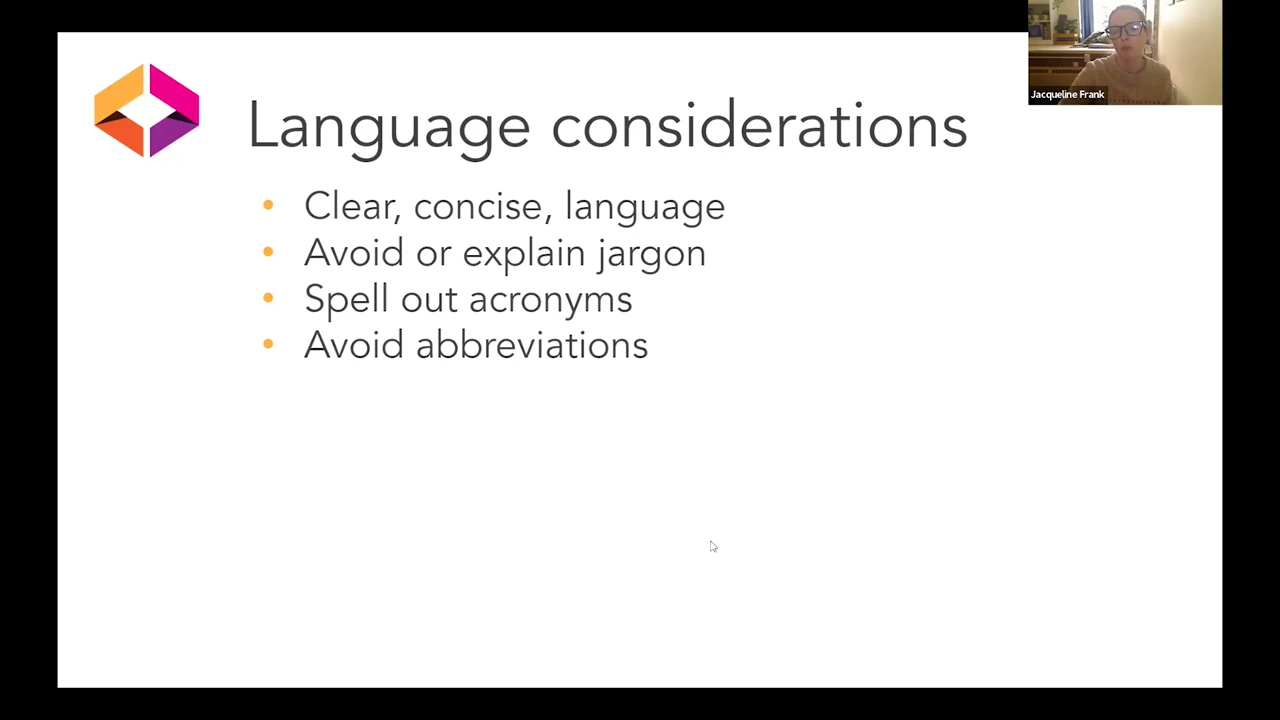 Language considerations
• Clear, concise, language
• Avoid or explain jargon
• Spell out acronyms
• Avoid abbreviations
Jacqueline Frank